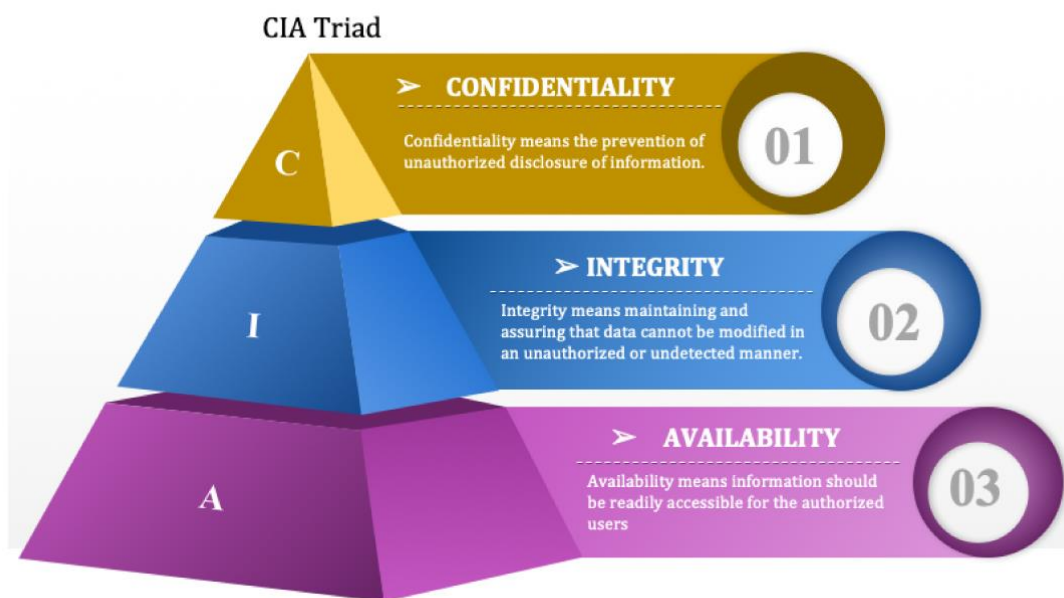 CIA Triad
➢ CONFIDENTIALITY
Confidentiality means the prevention of
unauthorized disclosure of information.
01
C
➢ INTEGRITY
Integrity means maintaining and
assuring that data cannot be modified in
an unauthorized or undetected manner.
02
I
➢ AVAILABILITY
Availability means information should
be readily accessible for the authorized
users
03
A